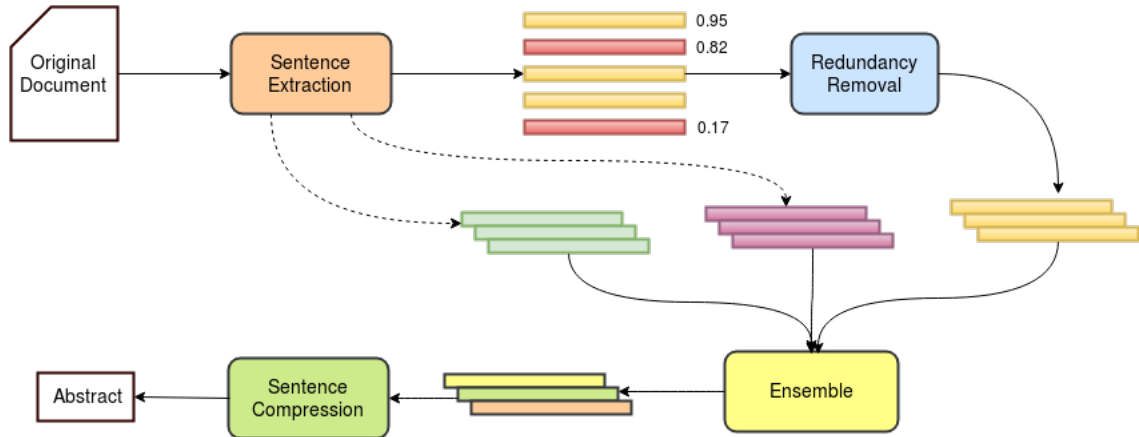 Original
Document
Sentence
Extraction
0.95
0.82
0.17
Redundancy
Removal
Abstract
Sentence
Compression
Ensemble